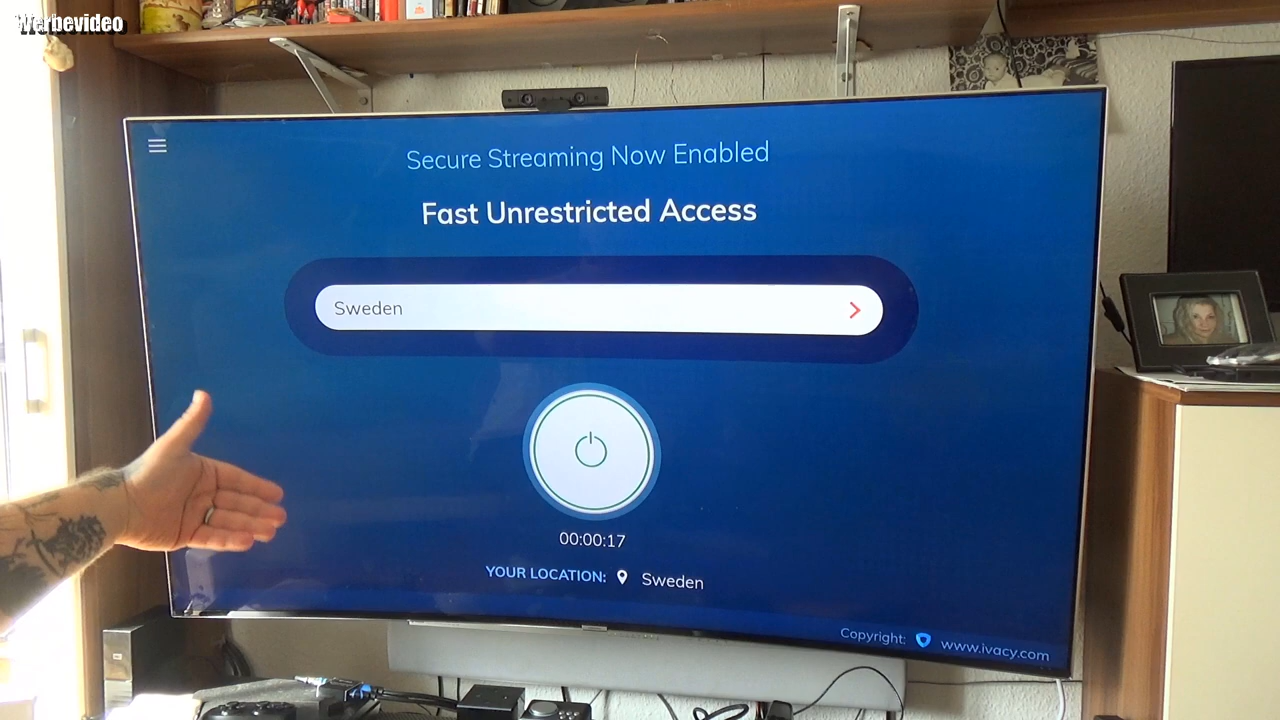 Werbevideo
Secure Streaming Now Enabled
Fast Unrestricted Access
Sweden
00:00:17
YOUR LOCATION: Sweden
Copyright: www.ivacy.com